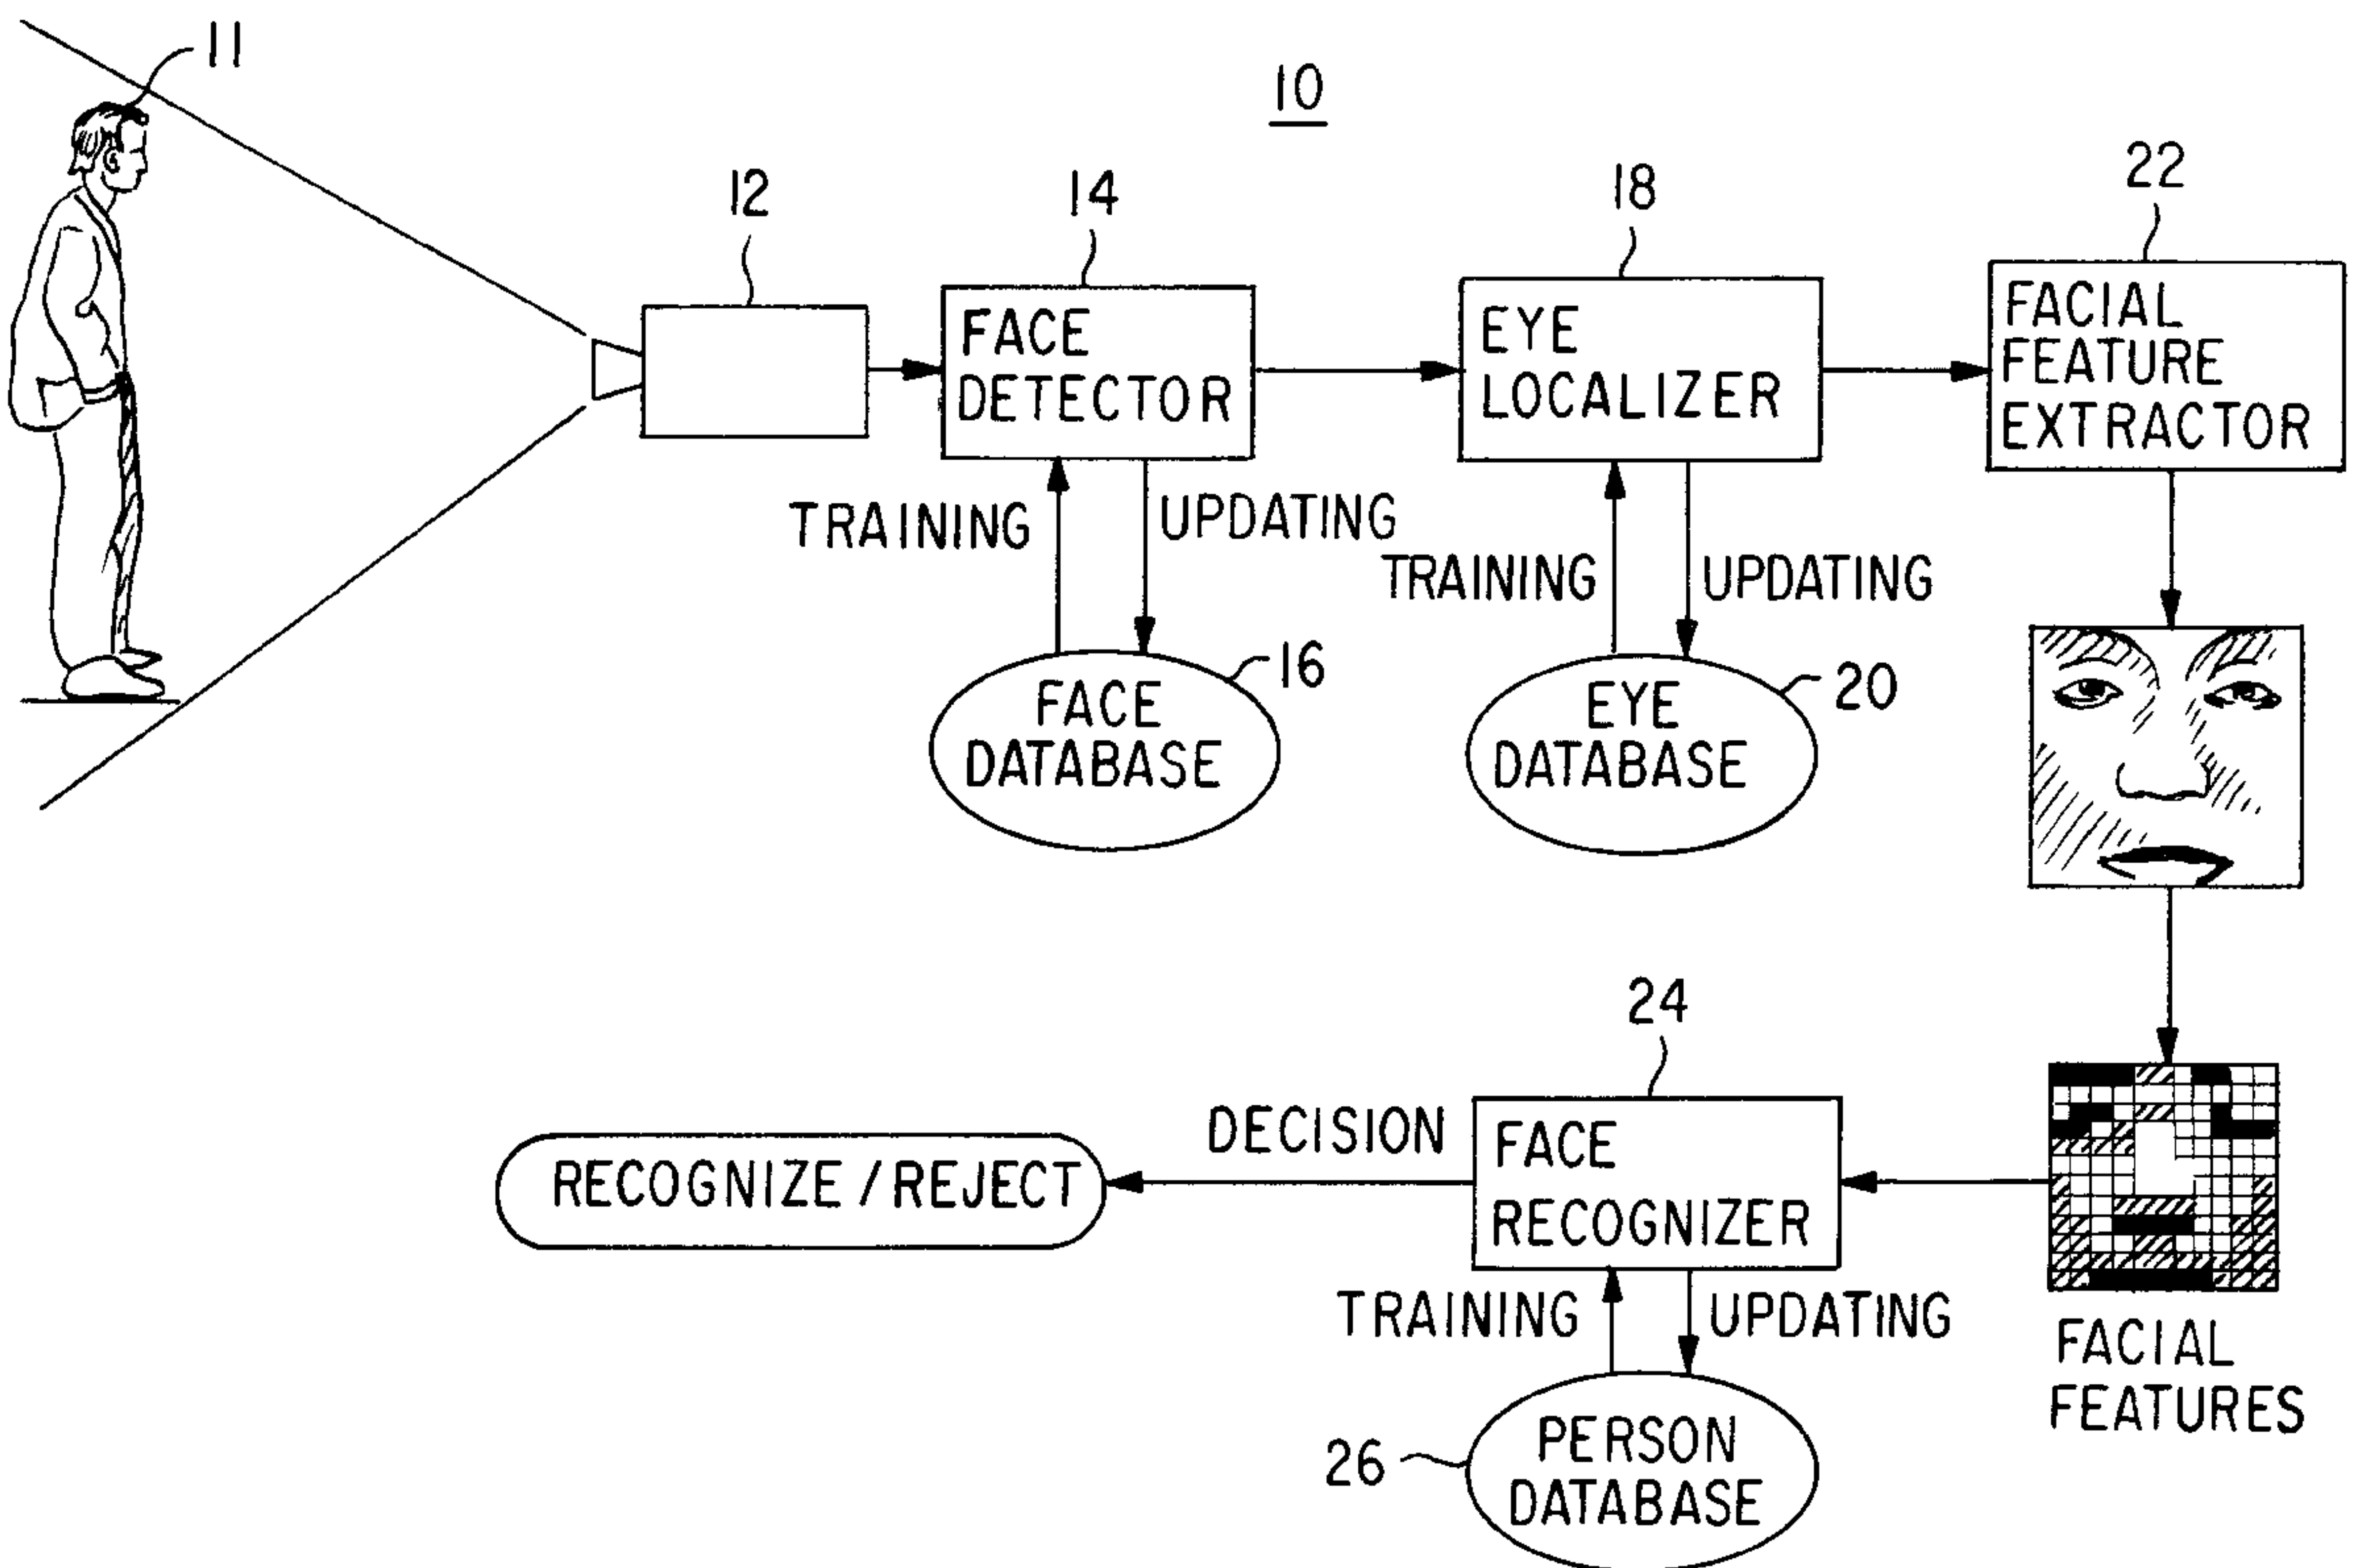 11
10
12
14
18
22
FACE
DETECTOR
EYE
LOCALIZER
FACIAL
FEATURE
EXTRACTOR
TRAINING
UPDATING
TRAINING
UPDATING
16
FACE
DATABASE
20
EYE
DATABASE
24
DECISION
FACE
RECOGNIZER
RECOGNIZE / REJECT
TRAINING
UPDATING
FACIAL
FEATURES
26
PERSON
DATABASE